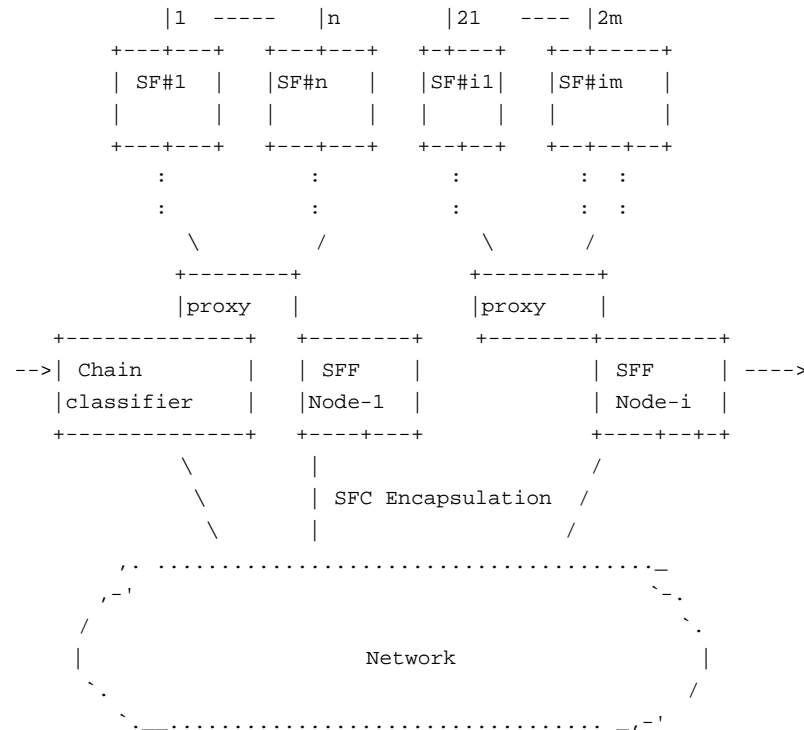 |1 ----- |n |21 ---- |2m
+---+---+ +---+---+ +-+---+ +--+-----+
| SF#1 | |SF#n | |SF#i1| |SF#im |
| | | | | | | |
+---+---+ +---+---+ +--+--+ +--+--+--+
: : : : :
: : : : :
\ / \ /
+--------+ +---------+
|proxy | |proxy |
+--------------+ +--------+ +--------+---------+
-->| Chain | | SFF | | SFF | ---->
|classifier | |Node-1 | | Node-i |
+--------------+ +----+---+ +----+--+-+
\ | /
\ | SFC Encapsulation /
\ | /
,. ......................................._
,-' `-.
/ `.
| Network |
`. /
`.__.................................. _,-'